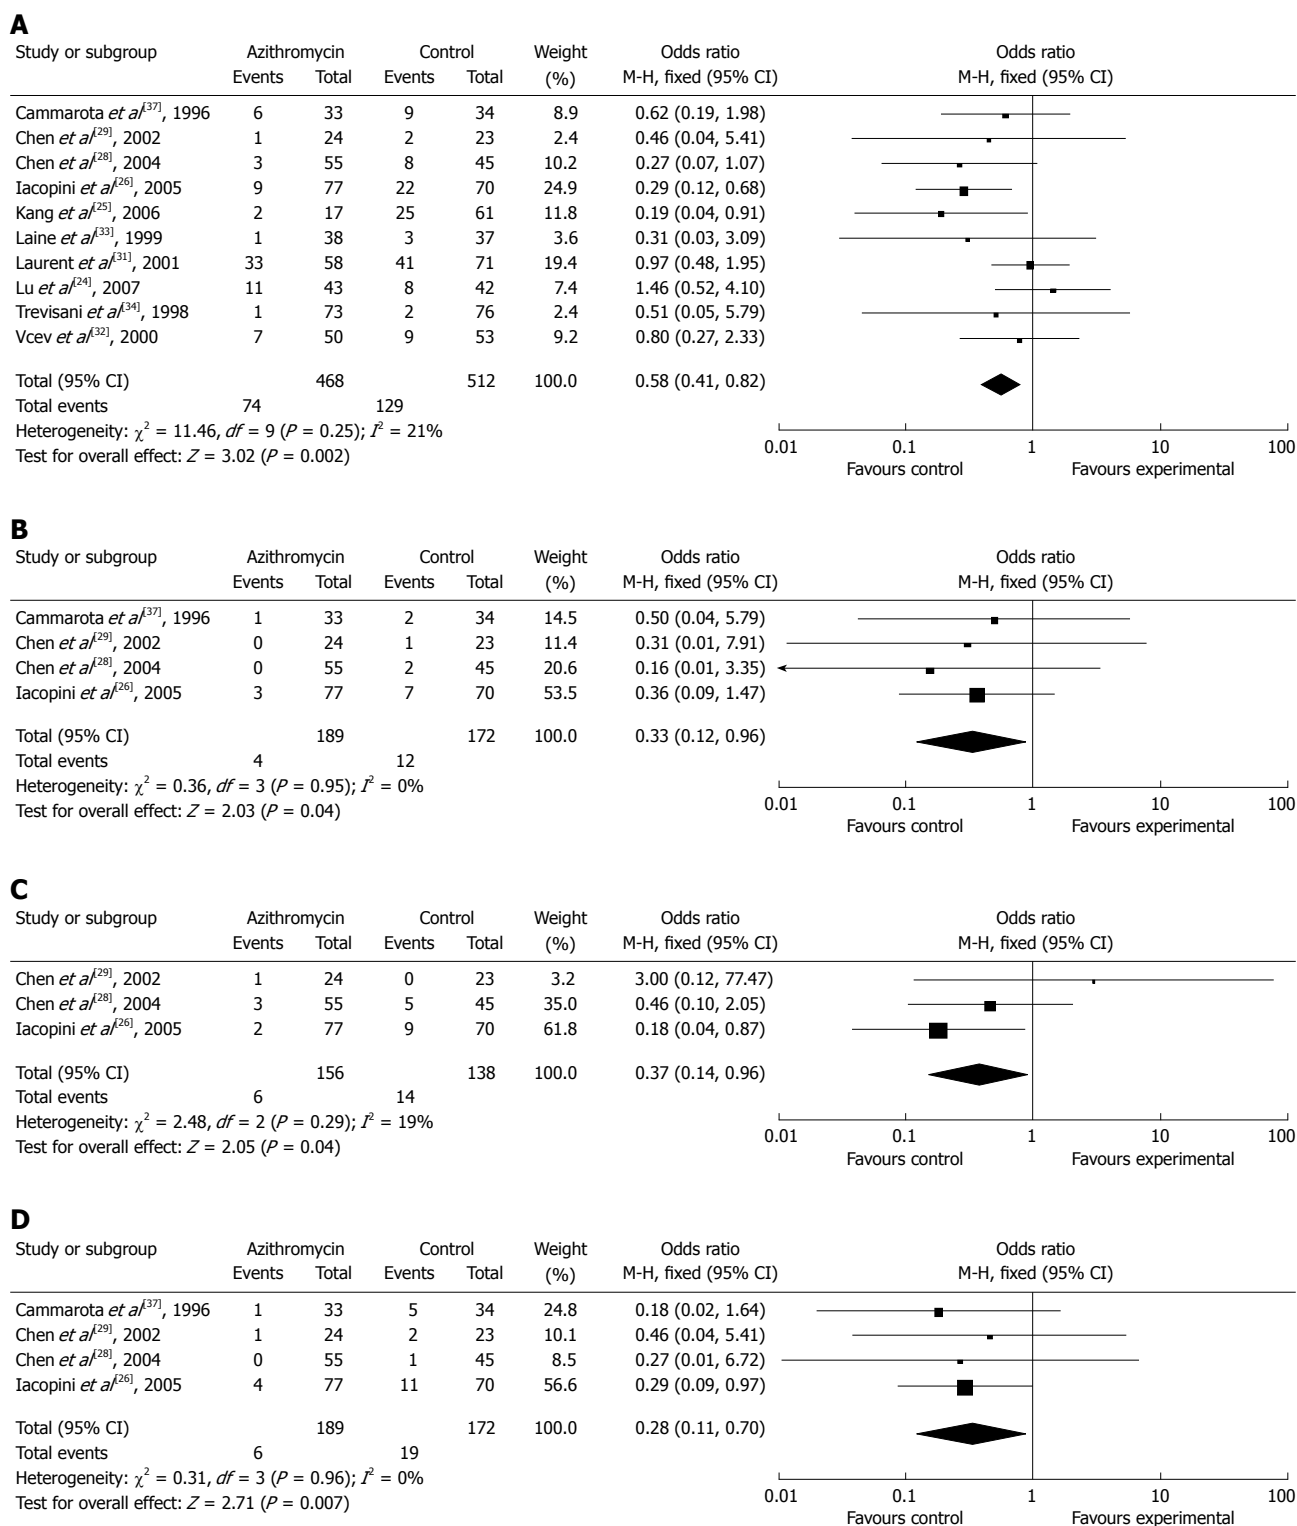 A
Study or subgroup Azithromycin Control Weight Odds ratio Odds ratio
Events Total Events Total (%) M-H, fixed (95% CI) M-H, fixed (95% CI)
Cammarota et al[37], 1996 6 33 9 34 8.9 0.62 (0.19, 1.98)
Chen et al[29], 2002 1 24 2 23 2.4 0.46 (0.04, 5.41)
Chen et al[28], 2004 3 55 8 45 10.2 0.27 (0.07, 1.07)
Iacopini et al[26], 2005 9 77 22 70 24.9 0.29 (0.12, 0.68)
Kang et al[25], 2006 2 17 25 61 11.8 0.19 (0.04, 0.91)
Laine et al[33], 1999 1 38 3 37 3.6 0.31 (0.03, 3.09)
Laurent et al[31], 2001 33 58 41 71 19.4 0.97 (0.48, 1.95)
Lu et al[24], 2007 11 43 8 42 7.4 1.46 (0.52, 4.10)
Trevisani et al[34], 1998 1 73 2 76 2.4 0.51 (0.05, 5.79)
Vcev et al[32], 2000 7 50 9 53 9.2 0.80 (0.27, 2.33)
Total (95% CI) 468 512 100.0 0.58 (0.41, 0.82)
Total events 74 129
Heterogeneity: χ² = 11.46, df = 9 (P = 0.25); I² = 21%
Test for overall effect: Z = 3.02 (P = 0.002)
0.01 0.1 1 10 100
Favours control Favours experimental
B
Study or subgroup Azithromycin Control Weight Odds ratio Odds ratio
Events Total Events Total (%) M-H, fixed (95% CI) M-H, fixed (95% CI)
Cammarota et al[37], 1996 1 33 2 34 14.5 0.50 (0.04, 5.79)
Chen et al[29], 2002 0 24 1 23 11.4 0.31 (0.01, 7.91)
Chen et al[28], 2004 0 55 2 45 20.6 0.16 (0.01, 3.35)
Iacopini et al[26], 2005 3 77 7 70 53.5 0.36 (0.09, 1.47)
Total (95% CI) 189 172 100.0 0.33 (0.12, 0.96)
Total events 4 12
Heterogeneity: χ² = 0.36, df = 3 (P = 0.95); I² = 0%
Test for overall effect: Z = 2.03 (P = 0.04)
0.01 0.1 1 10 100
Favours control Favours experimental
C
Study or subgroup Azithromycin Control Weight Odds ratio Odds ratio
Events Total Events Total (%) M-H, fixed (95% CI) M-H, fixed (95% CI)
Chen et al[29], 2002 1 24 0 23 3.2 3.00 (0.12, 77.47)
Chen et al[28], 2004 3 55 5 45 35.0 0.46 (0.10, 2.05)
Iacopini et al[26], 2005 2 77 9 70 61.8 0.18 (0.04, 0.87)
Total (95% CI) 156 138 100.0 0.37 (0.14, 0.96)
Total events 6 14
Heterogeneity: χ² = 2.48, df = 2 (P = 0.29); I² = 19%
Test for overall effect: Z = 2.05 (P = 0.04)
0.01 0.1 1 10 100
Favours control Favours experimental
D
Study or subgroup Azithromycin Control Weight Odds ratio Odds ratio
Events Total Events Total (%) M-H, fixed (95% CI) M-H, fixed (95% CI)
Cammarota et al[37], 1996 1 33 5 34 24.8 0.18 (0.02, 1.64)
Chen et al[29], 2002 1 24 2 23 10.1 0.46 (0.04, 5.41)
Chen et al[28], 2004 0 55 1 45 8.5 0.27 (0.01, 6.72)
Iacopini et al[26], 2005 4 77 11 70 56.6 0.29 (0.09, 0.97)
Total (95% CI) 189 172 100.0 0.28 (0.11, 0.70)
Total events 6 19
Heterogeneity: χ² = 0.31, df = 3 (P = 0.96); I² = 0%
Test for overall effect: Z = 2.71 (P = 0.007)
0.01 0.1 1 10 100
Favours control Favours experimental